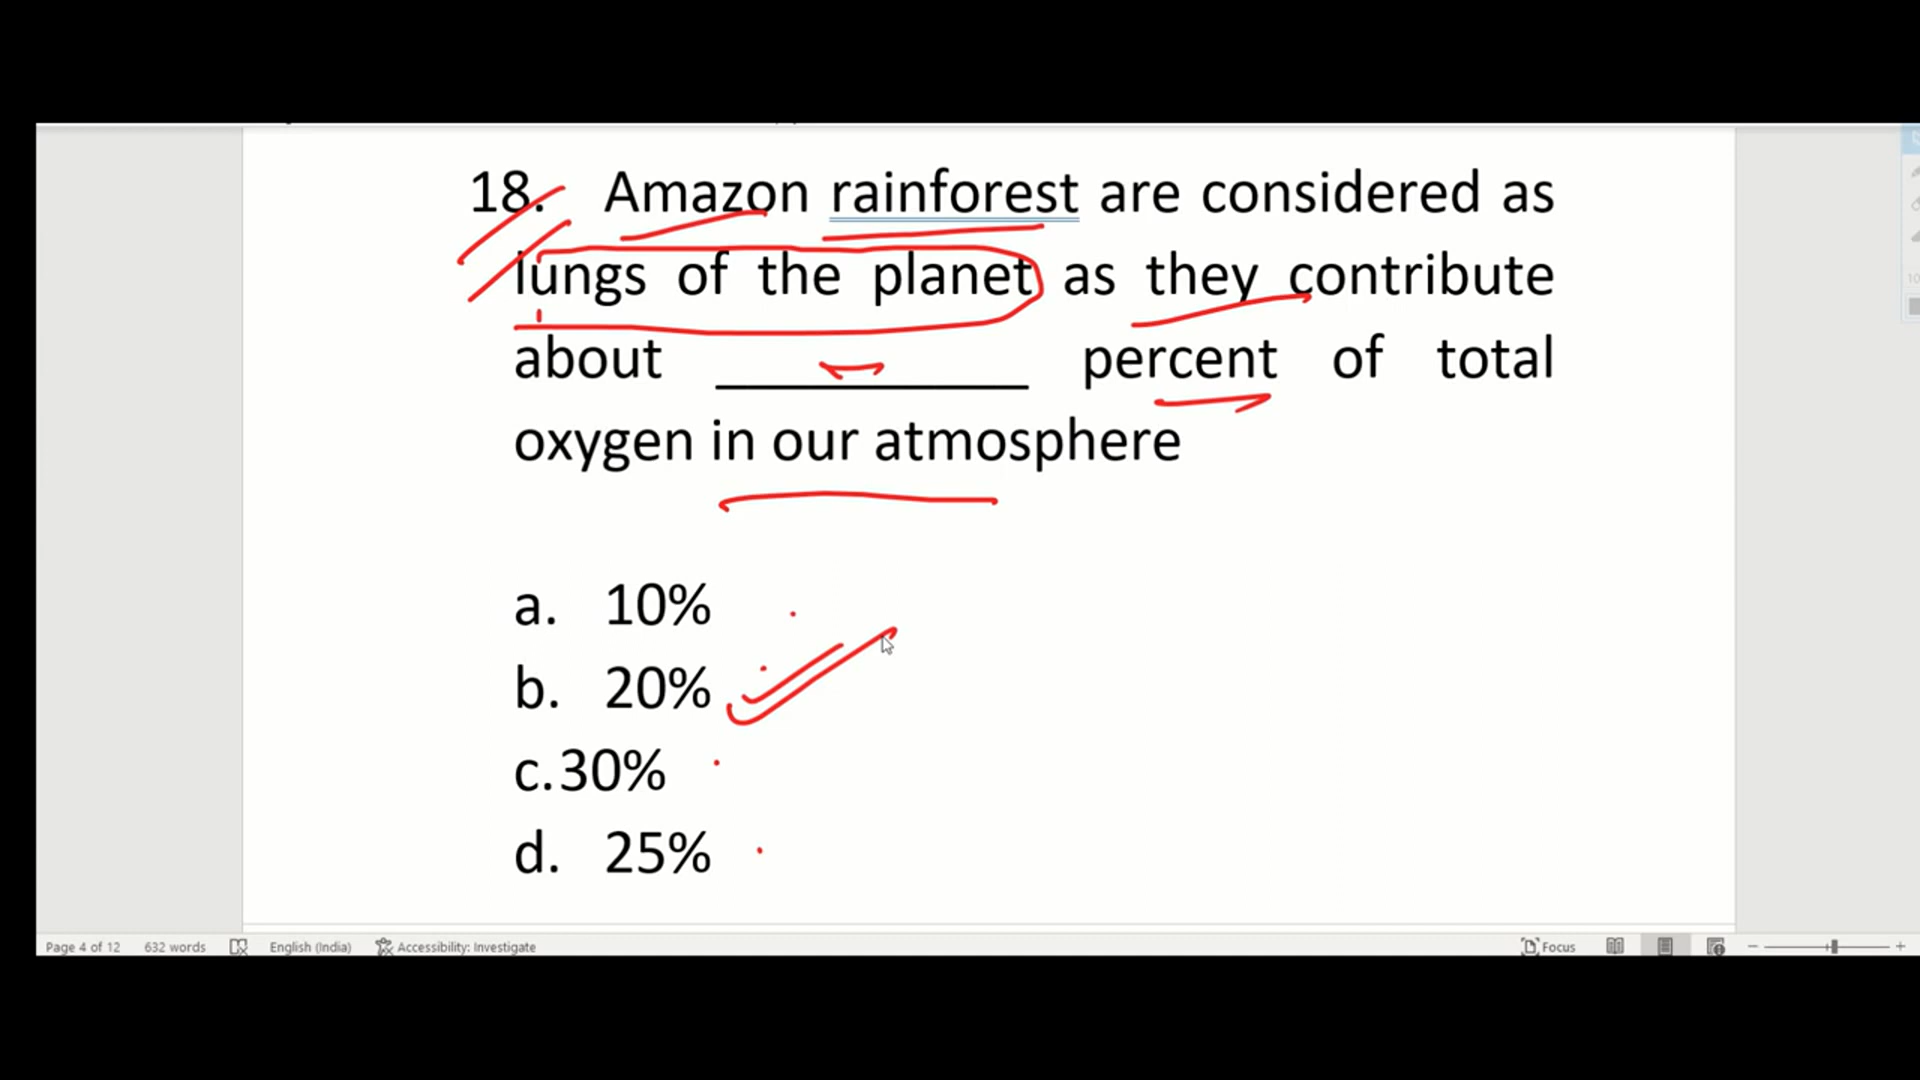 18. Amazon rainforest are considered as
lungs of the planet as they contribute
about ____________ percent of total
oxygen in our atmosphere
a. 10%
b. 20%
c. 30%
d. 25%
Page 4 of 12 632 words English (India) Accessibility: Investigate Focus